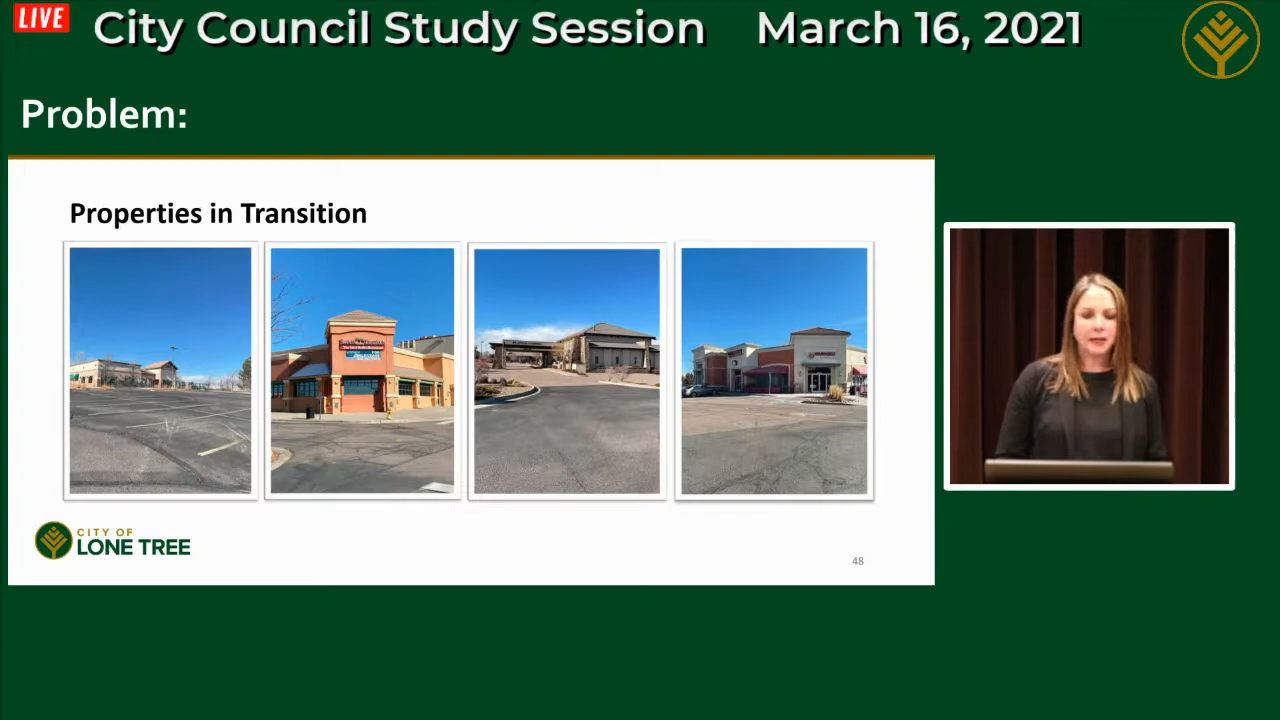 LIVE
City Council Study Session March 16, 2021
Problem:
Properties in Transition
CITY OF
LONE TREE
48